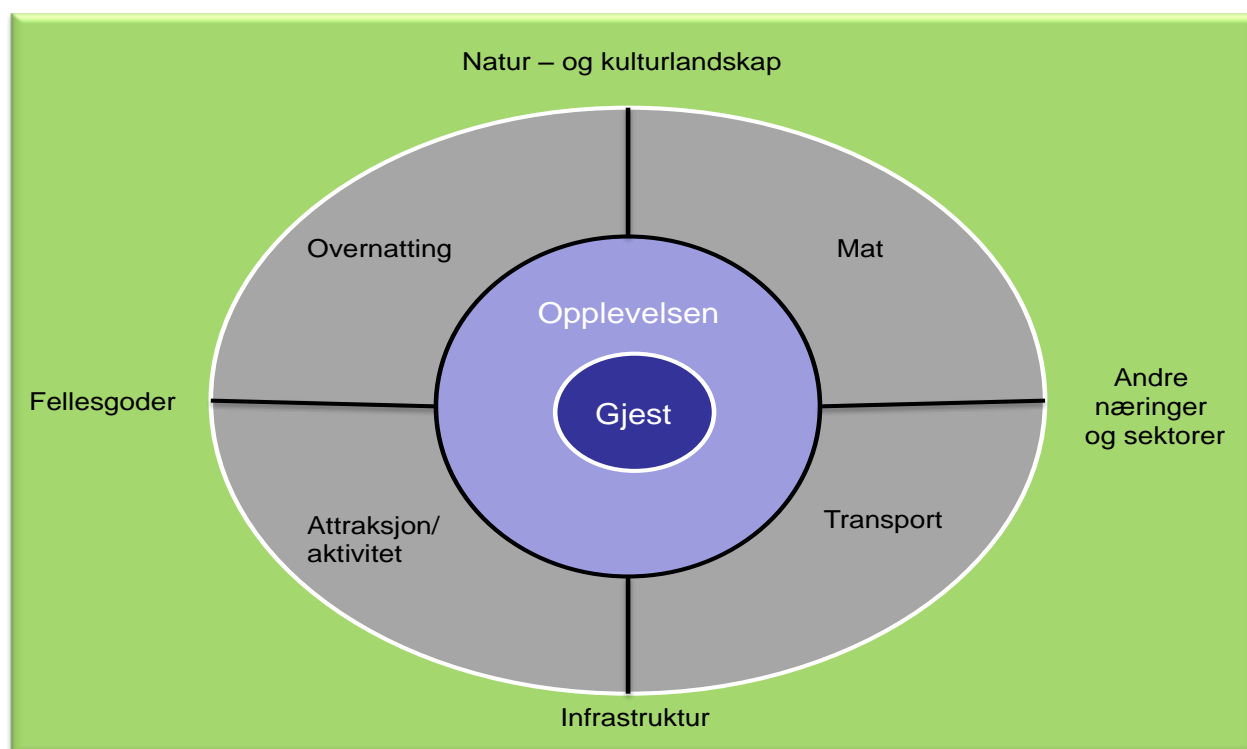 Natur – og kulturlandskap
Overnatting
Mat
Opplevelsen
Gjest
Fellesgoder
Andre
næringer
og sektorer
Attraksjon/
aktivitet
Transport
Infrastruktur